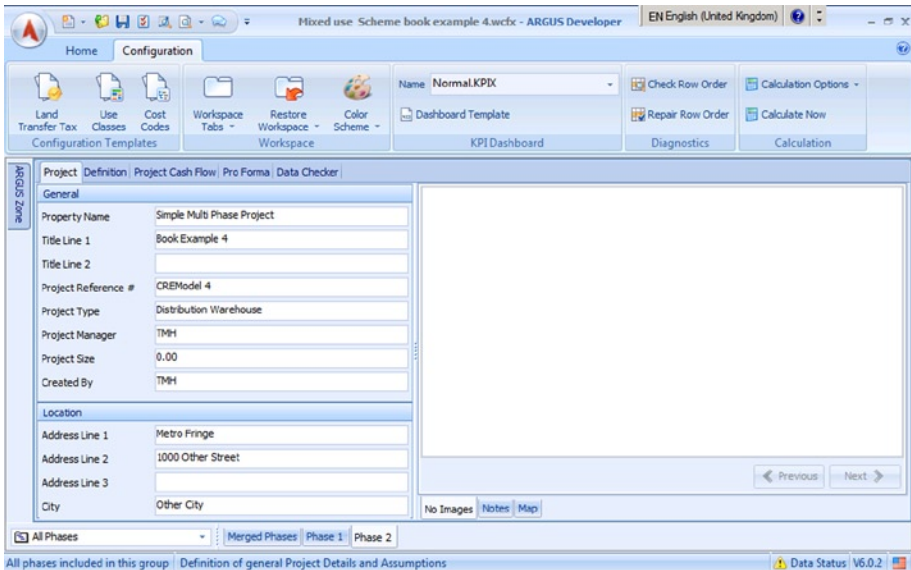 Mixed use Scheme book example 4.wcfx - ARGUS Developer
EN English (United Kingdom)
Home Configuration
Land Transfer Tax
Use Classes
Cost Codes
Configuration Templates
Workspace Tabs
Restore Workspace
Color Scheme
Workspace
Name Normal.KPIX
Dashboard Template
KPI Dashboard
Check Row Order
Repair Row Order
Diagnostics
Calculation Options
Calculate Now
Calculation
ARGUS Zone
Project Definition Project Cash Flow Pro Forma Data Checker
General
Property Name Simple Multi Phase Project
Title Line 1 Book Example 4
Title Line 2
Project Reference # CREModel 4
Project Type Distribution Warehouse
Project Manager TMH
Project Size 0.00
Created By TMH
Location
Address Line 1 Metro Fringe
Address Line 2 1000 Other Street
Address Line 3
City Other City
Previous Next
No Images Notes Map
All Phases Merged Phases Phase 1 Phase 2
All phases included in this group Definition of general Project Details and Assumptions Data Status V6.0.2